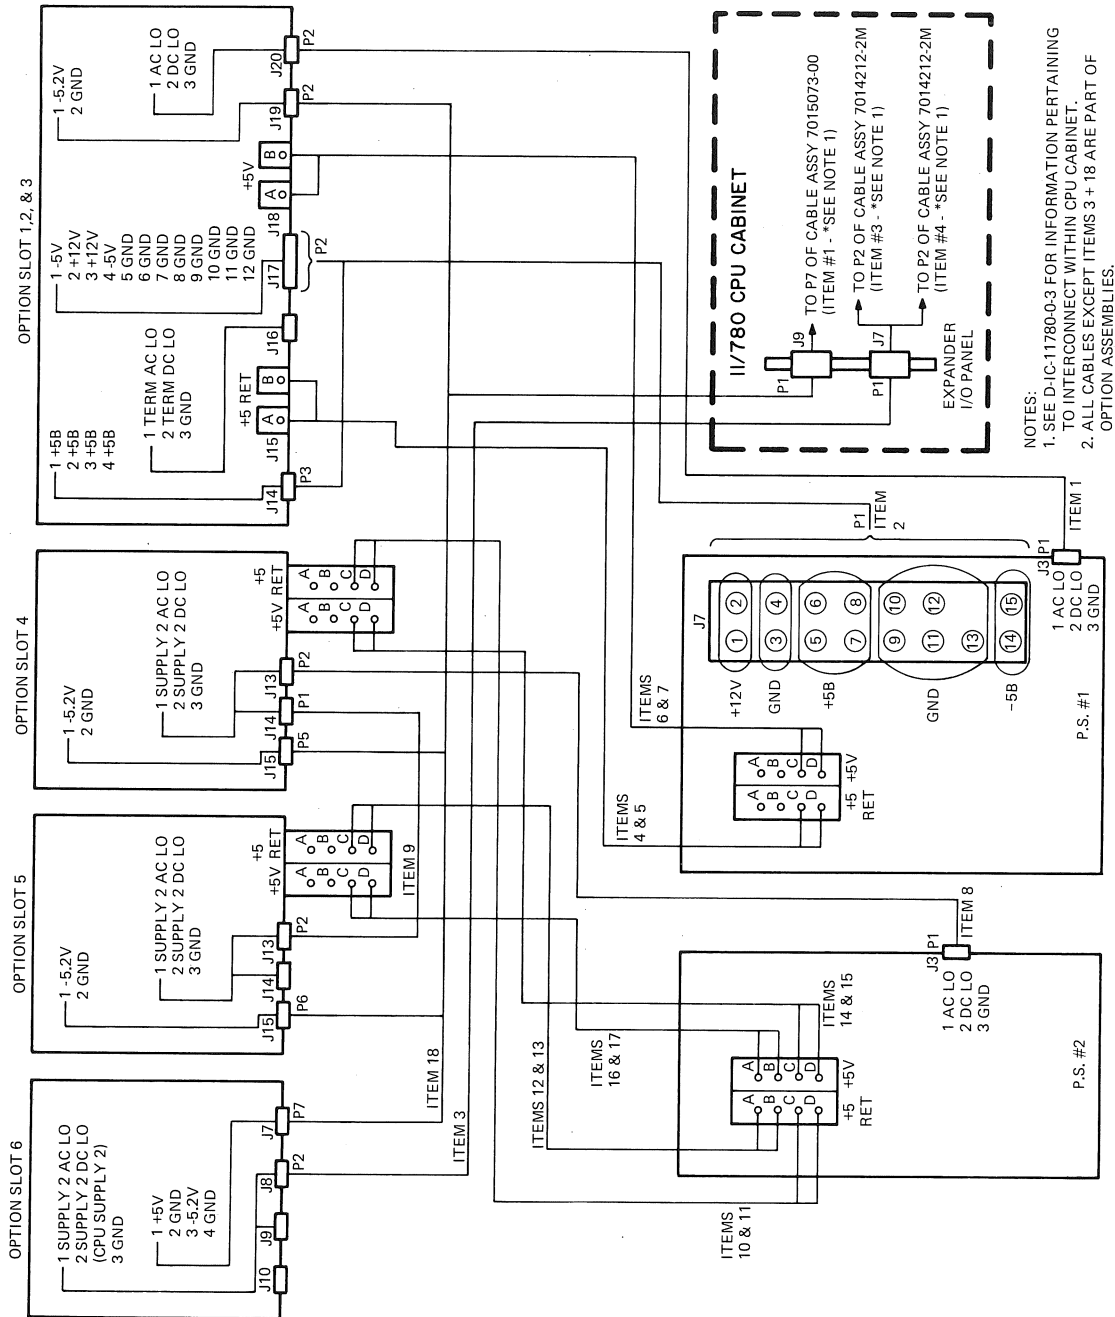 OPTION SLOT 6
1 SUPPLY 2 AC LO
2 SUPPLY 2 DC LO
(CPU SUPPLY 2)
3 GND
1 +5V
2 GND
3 -5.2V
4 GND
J10
J9
J8
P2
J7
P7
OPTION SLOT 5
1 -5.2V
2 GND
1 SUPPLY 2 AC LO
2 SUPPLY 2 DC LO
3 GND
J15
P6
J14
J13
P2
+5V
+5
RET
A
B
C
D
A
B
C
D
OPTION SLOT 4
1 -5.2V
2 GND
1 SUPPLY 2 AC LO
2 SUPPLY 2 DC LO
3 GND
J15
P5
J14
P1
J13
P2
+5V
+5
RET
A
B
C
D
A
B
C
D
OPTION SLOT 1,2, & 3
1 +5B
2 +5B
3 +5B
4 +5B
1 TERM AC LO
2 TERM DC LO
3 GND
1 -5V
2 +12V
3 +12V
4 -5V
5 GND
6 GND
7 GND
8 GND
9 GND
10 GND
11 GND
12 GND
1 -5.2V
2 GND
1 AC LO
2 DC LO
3 GND
J14
P3
J15
+5 RET
A
B
J16
J17
P2
J18
+5V
A
B
J19
P2
J20
P2
ITEM 3
ITEM 18
ITEM 9
ITEMS
10 & 11
ITEMS 12 & 13
ITEMS
16 & 17
ITEMS
14 & 15
A
B
C
D
A
B
C
D
+5
RET
+5V
J3
P1
ITEM 8
1 AC LO
2 DC LO
3 GND
P.S. #2
ITEMS
4 & 5
ITEMS
6 & 7
A
B
C
D
A
B
C
D
+5
RET
+5V
J7
1
2
3
4
5
6
7
8
9
10
11
12
13
14
15
+12V
GND
+5B
GND
-5B
P1
ITEM
2
J3
P1
ITEM 1
1 AC LO
2 DC LO
3 GND
P.S. #1
11/780 CPU CABINET
P1
J9
TO P7 OF CABLE ASSY 7015073-00
(ITEM #1 - *SEE NOTE 1)
P1
J7
TO P2 OF CABLE ASSY 7014212-2M
(ITEM #3 - *SEE NOTE 1)
TO P2 OF CABLE ASSY 7014212-2M
(ITEM #4 - *SEE NOTE 1)
EXPANDER
I/O PANEL
NOTES:
1. SEE D-IC-11780-0-3 FOR INFORMATION PERTAINING
TO INTERCONNECT WITHIN CPU CABINET.
2. ALL CABLES EXCEPT ITEMS 3 + 18 ARE PART OF
OPTION ASSEMBLIES.